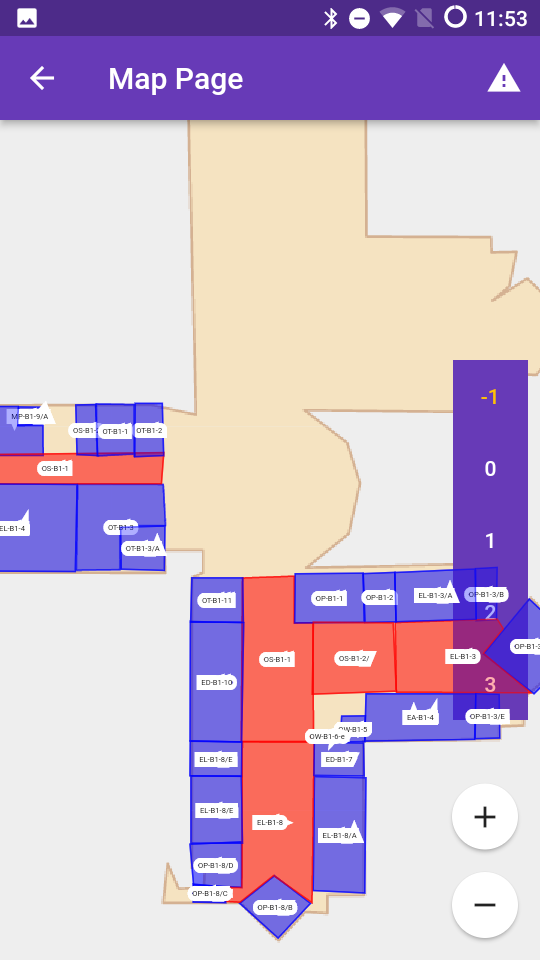 11:53
Map Page
-1
0
1
2
3
MP-B1-9/A
OT-B1-1
OT-B1-2
OS-B1-1
EL-B1-4
OT-B1-3
OT-B1-3/A
OT-B1-11
OP-B1-1
OP-B1-2
EL-B1-3/A
OP-B1-3/B
OS-B1-1
OS-B1-2/
EL-B1-3
OP-B1-3
ED-B1-10
EA-B1-4
OP-B1-3/E
OW-B1-5
OW-B1-6-e
EL-B1-8/E
ED-B1-7
EL-B1-8/E
EL-B1-8
EL-B1-8/A
OP-B1-8/D
OP-B1-8/C
OP-B1-8/B
+
−